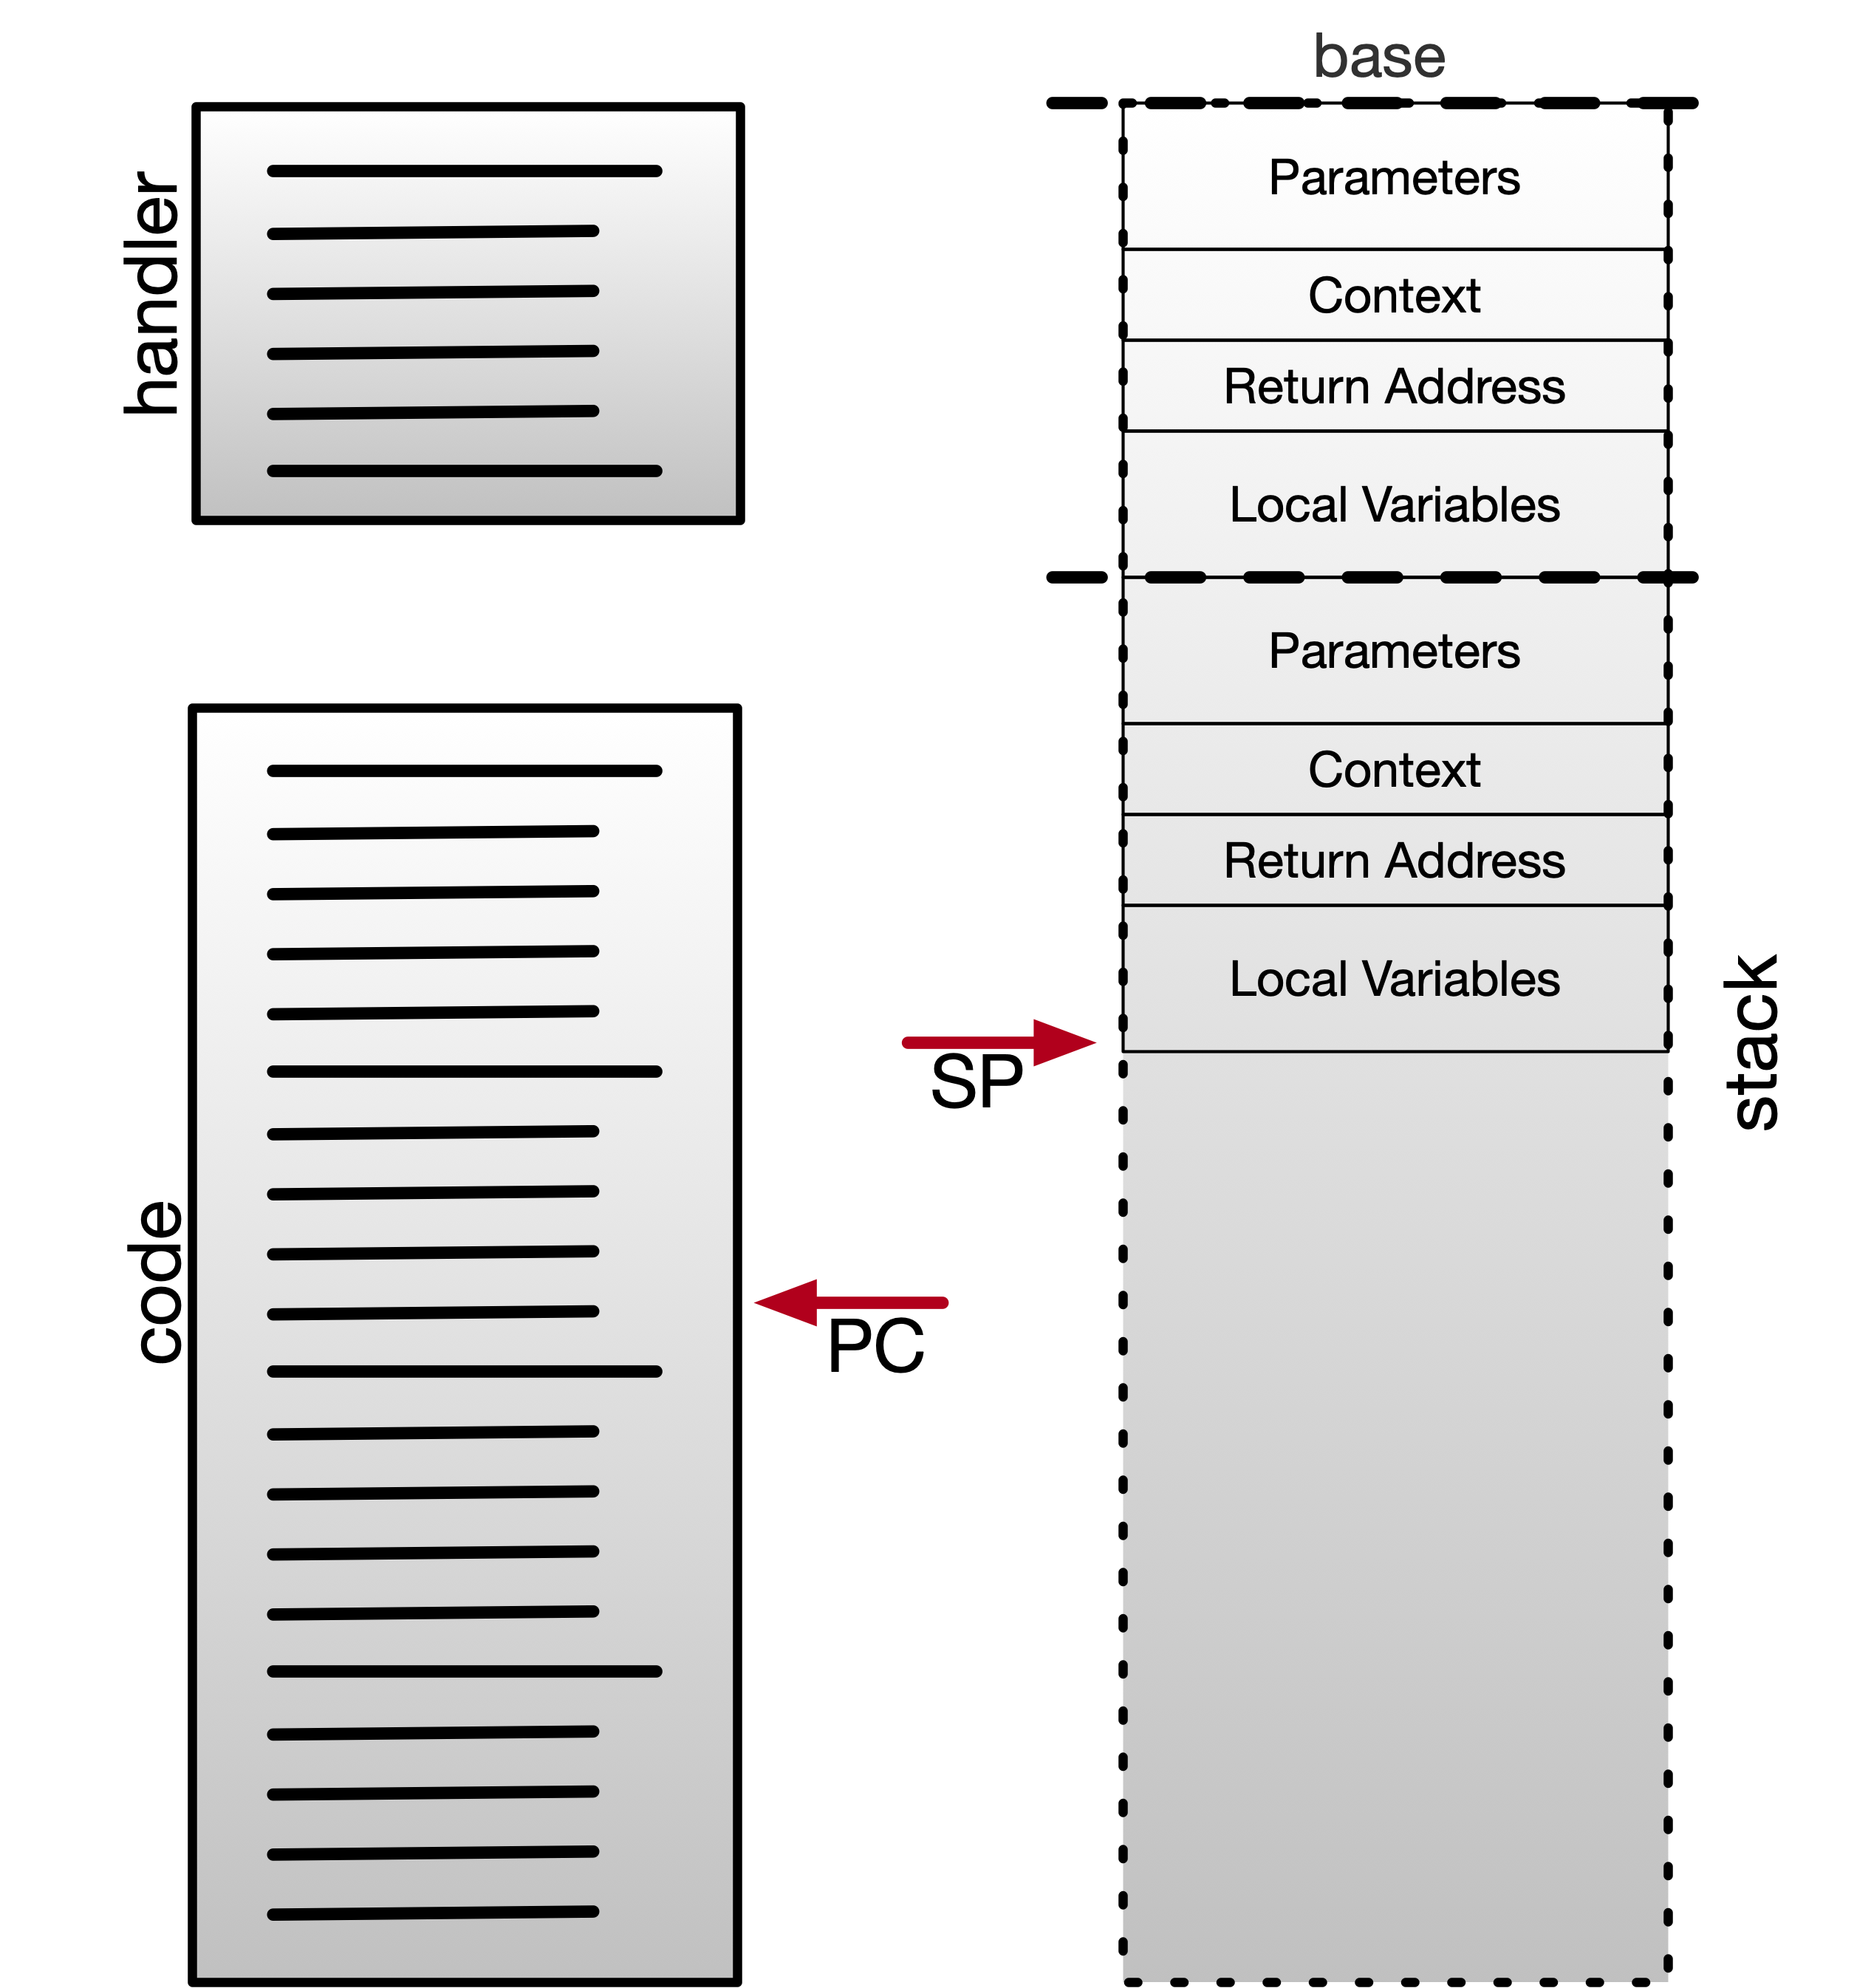 base
handler
Parameters
Context
Return Address
Local Variables
Parameters
Context
Return Address
Local Variables
stack
SP
code
PC